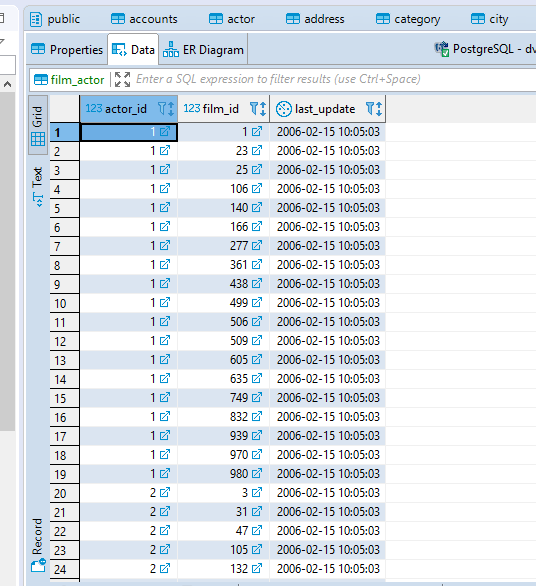 public accounts actor address category city
Properties Data ER Diagram PostgreSQL - dv
film_actor Enter a SQL expression to filter results (use Ctrl+Space)
Grid
Text
Record
123 actor_id 123 film_id last_update
1 1 1 2006-02-15 10:05:03
2 1 23 2006-02-15 10:05:03
3 1 25 2006-02-15 10:05:03
4 1 106 2006-02-15 10:05:03
5 1 140 2006-02-15 10:05:03
6 1 166 2006-02-15 10:05:03
7 1 277 2006-02-15 10:05:03
8 1 361 2006-02-15 10:05:03
9 1 438 2006-02-15 10:05:03
10 1 499 2006-02-15 10:05:03
11 1 506 2006-02-15 10:05:03
12 1 509 2006-02-15 10:05:03
13 1 605 2006-02-15 10:05:03
14 1 635 2006-02-15 10:05:03
15 1 749 2006-02-15 10:05:03
16 1 832 2006-02-15 10:05:03
17 1 939 2006-02-15 10:05:03
18 1 970 2006-02-15 10:05:03
19 1 980 2006-02-15 10:05:03
20 2 3 2006-02-15 10:05:03
21 2 31 2006-02-15 10:05:03
22 2 47 2006-02-15 10:05:03
23 2 105 2006-02-15 10:05:03
24 2 132 2006-02-15 10:05:03